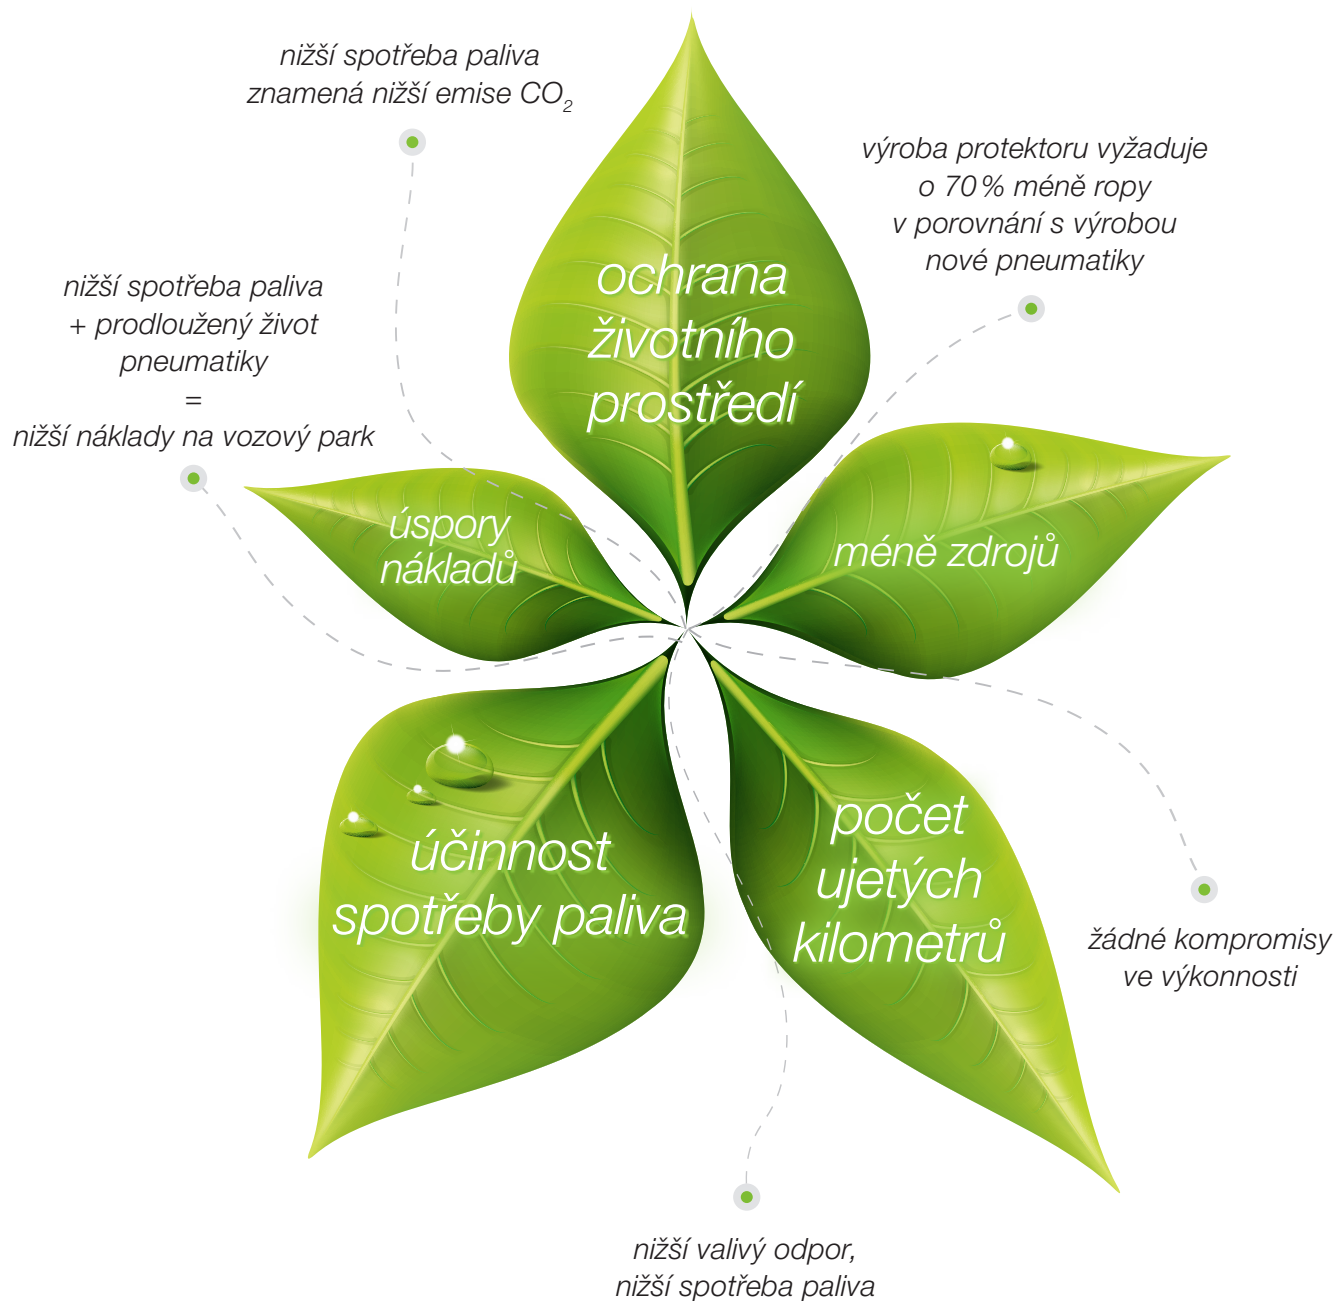 nižší spotřeba paliva
znamená nižší emise CO₂
výroba protektoru vyžaduje
o 70 % méně ropy
v porovnání s výrobou
nové pneumatiky
nižší spotřeba paliva
+ prodloužený život
pneumatiky
=
nižší náklady na vozový park
ochrana
životního
prostředí
úspory
nákladů
méně zdrojů
účinnost
spotřeby paliva
počet
ujetých
kilometrů
žádné kompromisy
ve výkonnosti
nižší valivý odpor,
nižší spotřeba paliva